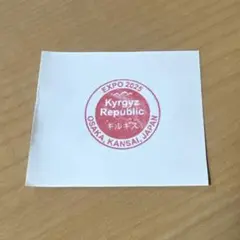 EXPO 2025
Kyrgyz
Republic
キルギス
OSAKA, KANSAI, JAPAN